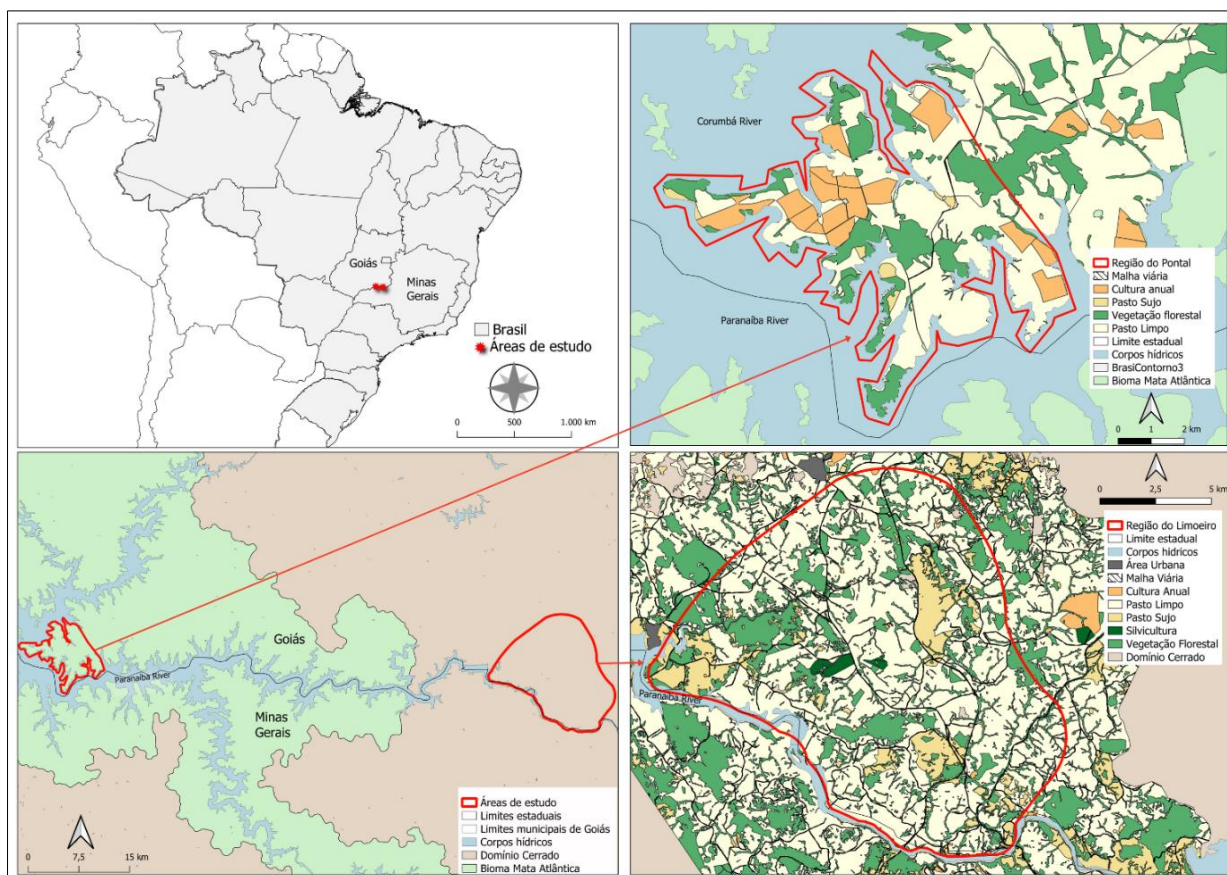 Goiás
Minas
Gerais
Brasil
Áreas de estudo
0
500
1.000 km
Corumbá River
Paranaíba River
Região do Pontal
Malha viária
Cultura anual
Pasto Sujo
Vegetação florestal
Pasto Limpo
Limite estadual
Corpos hídricos
BrasiContorno3
Bioma Mata Atlântica
0
1
2 km
Goiás
Paranaíba River
Minas
Gerais
Áreas de estudo
Limites estaduais
Limites municipais de Goiás
Corpos hídricos
Domínio Cerrado
Bioma Mata Atlântica
0
7,5
15 km
0
2,5
5 km
Região do Limoeiro
Limite estadual
Corpos hídricos
Área Urbana
Malha Viária
Cultura Anual
Pasto Limpo
Pasto Sujo
Silvicultura
Vegetação Florestal
Domínio Cerrado
Paranaíba River